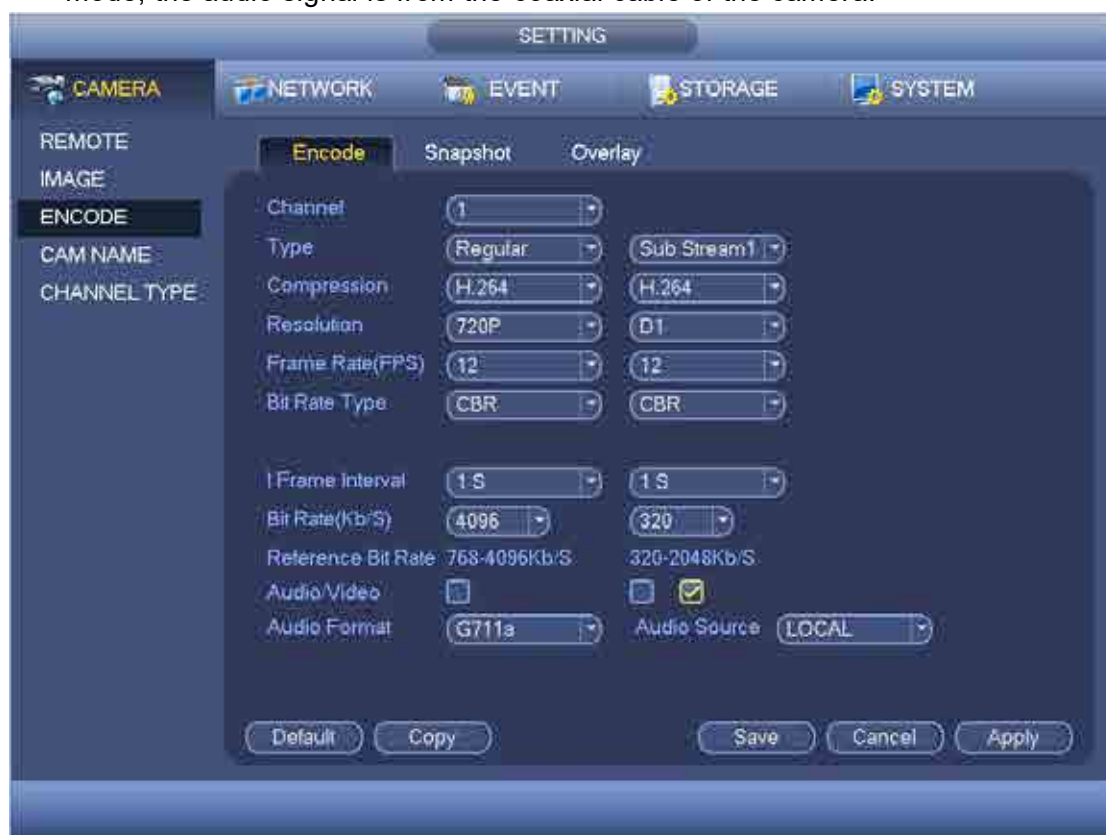 mode, the audio signal is from the coaxial cable of the camera.
SETTING
CAMERA NETWORK EVENT STORAGE SYSTEM
REMOTE
IMAGE
ENCODE
CAM NAME
CHANNEL TYPE
Encode Snapshot Overlay
Channel 1
Type Regular Sub Stream1
Compression H.264 H.264
Resolution 720P D1
Frame Rate(FPS) 12 12
Bit Rate Type CBR CBR
I Frame Interval 1 S 1 S
Bit Rate(Kb/S) 4096 320
Reference Bit Rate 768-4096Kb/S 320-2048Kb/S
Audio/Video
Audio Format G711a Audio Source LOCAL
Default Copy Save Cancel Apply